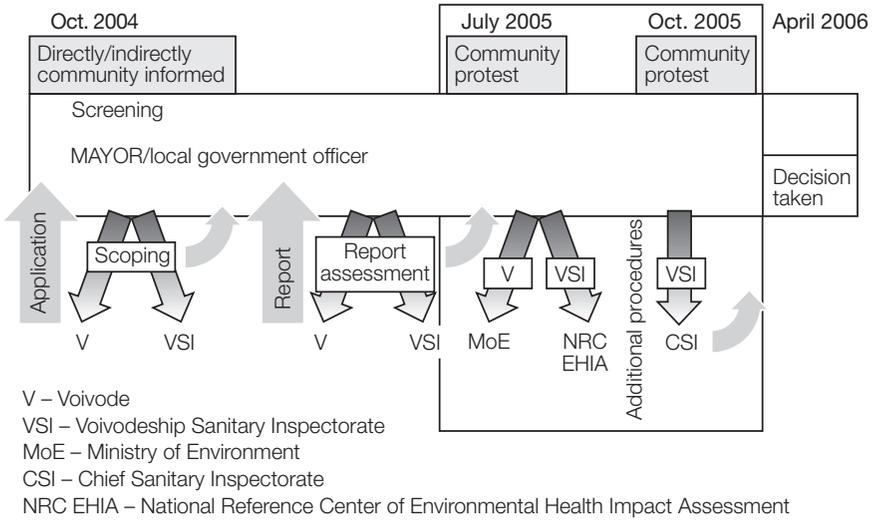 Oct. 2004
July 2005
Oct. 2005
April 2006
Directly/indirectly
community informed
Community
protest
Community
protest
Screening
MAYOR/local government officer
Decision
taken
Application
Scoping
V
VSI
Report
Report
assessment
V
VSI
V
VSI
MoE
NRC
EHIA
Additional procedures
VSI
CSI
V – Voivode
VSI – Voivodeship Sanitary Inspectorate
MoE – Ministry of Environment
CSI – Chief Sanitary Inspectorate
NRC EHIA – National Reference Center of Environmental Health Impact Assessment